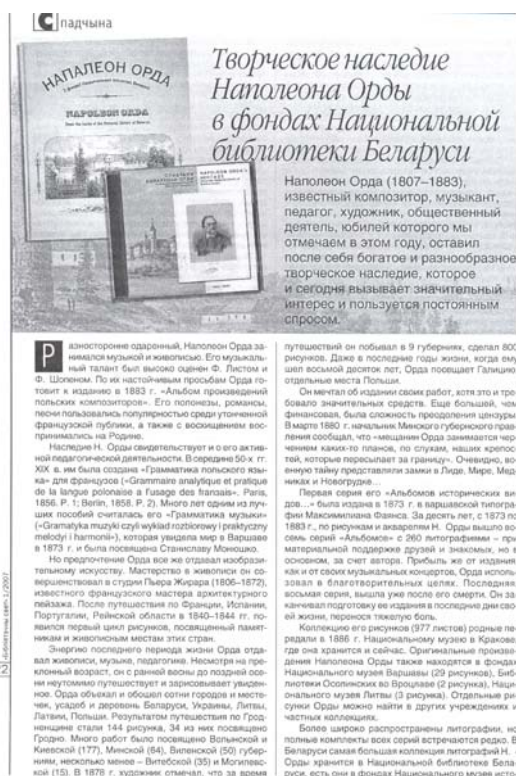 С падчына
НАПАЛЕОН ОРДА
NAPOLEON ORDA
Творческое наследие
Наполеона Орды
в фондах Национальной
библиотеки Беларуси
Наполеон Орда (1807–1883),
известный композитор, музыкант,
педагог, художник, общественный
деятель, юбилей которого мы
отмечаем в этом году, оставил
после себя богатое и разнообразное
творческое наследие, которое
и сегодня вызывает значительный
интерес и пользуется постоянным
спросом.
Разносторонне одаренный, Наполеон Орда за-
нимался музыкой и живописью. Его музыкаль-
ный талант был высоко оценен Ф. Листом и
Ф. Шопеном. По их настойчивым просьбам Орда го-
товит к изданию в 1883 г. «Альбом произведений
польских композиторов». Его полонезы, романсы,
песни пользовались популярностью среди утонченной
французской публики, а также с восхищением вос-
принимались на Родине.
Наследие Н. Орды свидетельствует и о его актив-
ной педагогической деятельности. В середине 50-х гг.
XIX в. им была создана «Грамматика польского язы-
ка» для французов («Grammaire analytique et pratique
de la langue polonaise a l'usage des fransais». Paris,
1856. P. 1; Berlin, 1858. P. 2). Много лет одним из луч-
ших пособий считалась его «Грамматика музыки»
(«Gramatyka muzyki czyli wyklad rozbiorowy i praktyczny
melodyi i harmonii»), которая увидела мир в Варшаве
в 1873 г. и была посвящена Станиславу Монюшко.
Но предпочтение Орда все же отдавал изобрази-
тельному искусству. Мастерство в живописи он со-
вершенствовал в студии Пьера Жирара (1806–1872),
известного французского мастера архитектурного
пейзажа. После путешествия по Франции, Испании,
Португалии, Рейнской области в 1840–1844 гг. по-
явился первый цикл рисунков, посвященный памят-
никам и живописным местам этих стран.
Энергию последнего периода жизни Орда отда-
вал живописи, музыке, педагогике. Несмотря на пре-
клонный возраст, он с ранней весны до поздней осе-
ни неутомимо путешествует и зарисовывает увиден-
ное. Орда объехал и обошел сотни городов и месте-
чек, усадеб и деревень Беларуси, Украины, Литвы,
Латвии, Польши. Результатом путешествия по Грод-
ненщине стали 144 рисунка, 34 из них посвящено
Гродно. Много работ было посвящено Волынской и
Киевской (177), Минской (64), Виленской (50) губер-
ниям, несколько менее – Витебской (35) и Могилевс-
кой (15). В 1878 г. художник отмечал, что за время
путешествий он побывал в 9 губерниях, сделал 800
рисунков. Даже в последние годы жизни, когда ему
шел восьмой десяток лет, Орда посещает Галицию,
отдельные места Польши.
Он мечтал об издании своих работ, хотя это и тре-
бовало значительных средств. Еще большей, чем
финансовая, была сложность преодоления цензуры.
В марте 1880 г. начальник Минского губернского прав-
ления сообщал, что «мещанин Орда занимается чер-
чением каких-то планов, по слухам, наших крепос-
тей, которые пересылает за границу». Очевидно, во-
енную тайну представляли замки в Лиде, Мире, Мед-
никах и Новогрудке...
Первая серия его «Альбомов исторических ви-
дов...» была издана в 1873 г. в варшавской типогра-
фии Максимилиана Фаянса. За десять лет, с 1873 по
1883 г., по рисункам и акварелям Н. Орды вышло во-
семь серий «Альбомов» с 260 литографиями – при
материальной поддержке друзей и знакомых, но в
основном, за счет автора. Прибыль же от издания,
как и от своих музыкальных концертов, Орда исполь-
зовал в благотворительных целях. Последняя,
восьмая серия, вышла уже после его смерти. Он за-
канчивал подготовку ее издания в последние дни сво-
ей жизни, перенося тяжелую боль.
Коллекцию его рисунков (977 листов) родные пе-
редали в 1886 г. Национальному музею в Кракове,
где она хранится и сейчас. Оригинальные произве-
дения Наполеона Орды также находятся в фондах
Национального музея Варшавы (29 рисунков), Биб-
лиотеки Оссолинских во Вроцлаве (2 рисунка), Наци-
онального музея Литвы (3 рисунка). Отдельные ри-
сунки Орды можно найти в других учреждениях и
частных коллекциях.
Более широко распространены литографии, но
полные комплекты всех серий встречаются редко. В
Беларуси самая большая коллекция литографий Н.
Орды хранится в Национальной библиотеке Бела-
руси, есть они в фондах Национального музея исто-
2 «Бібліятэчны свет» 1/2007